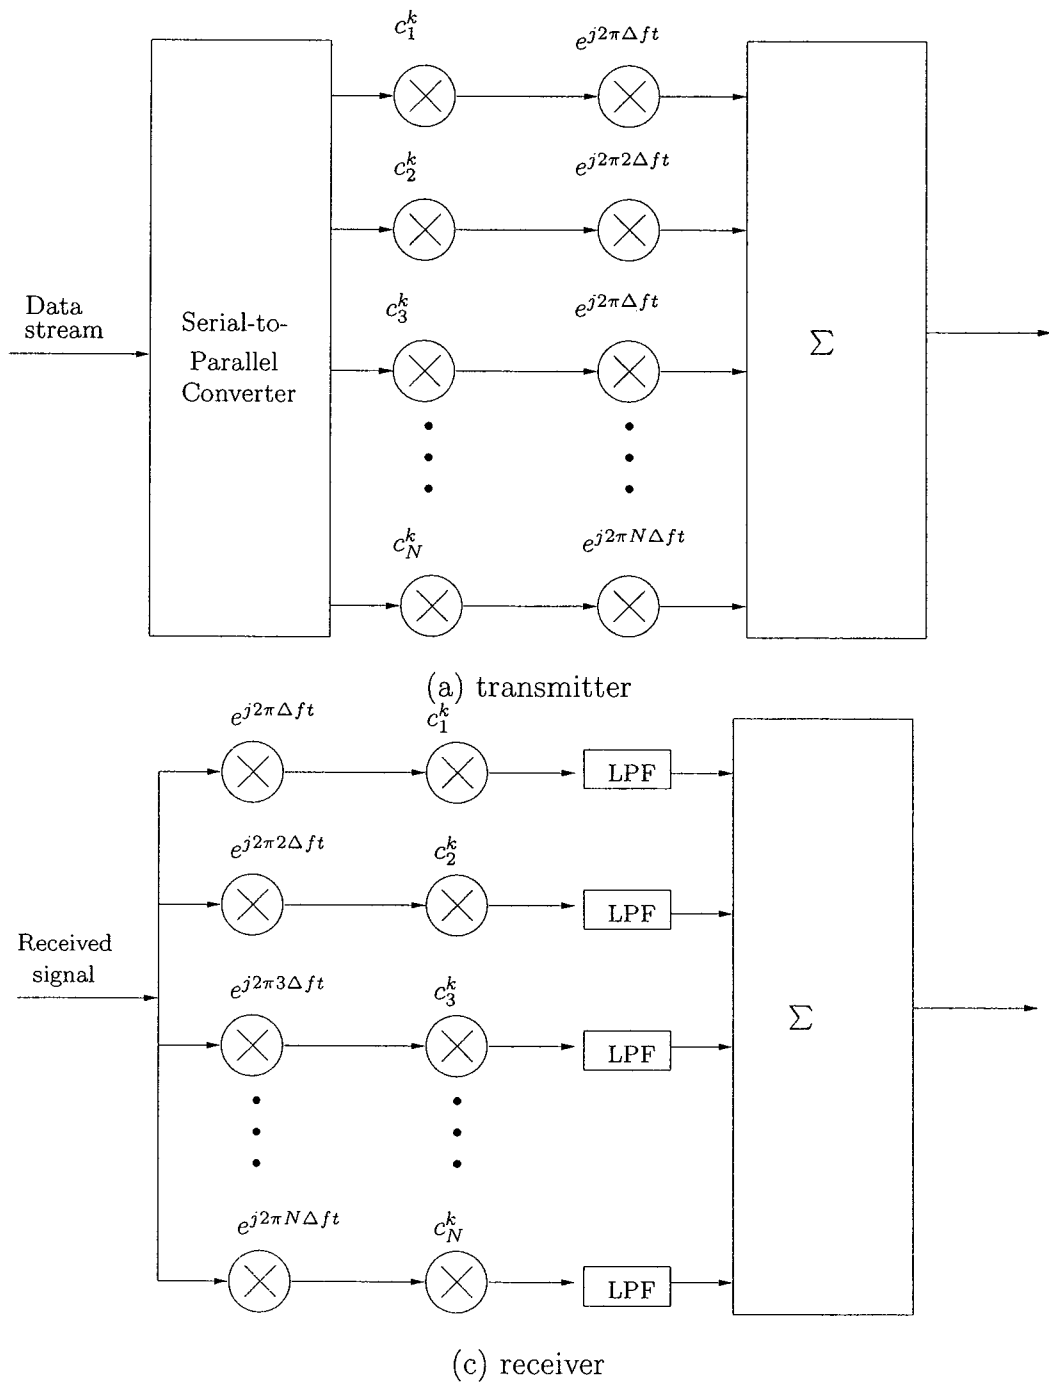 c_1^k e^{j2πΔft}
c_2^k e^{j2π2Δft}
Data
stream
Serial-to-
Parallel
Converter
c_3^k e^{j2πΔft}
Σ
c_N^k e^{j2πNΔft}
(a) transmitter
e^{j2πΔft} c_1^k
LPF
e^{j2π2Δft} c_2^k
LPF
Received
signal
e^{j2π3Δft} c_3^k
LPF
Σ
e^{j2πNΔft} c_N^k
LPF
(c) receiver